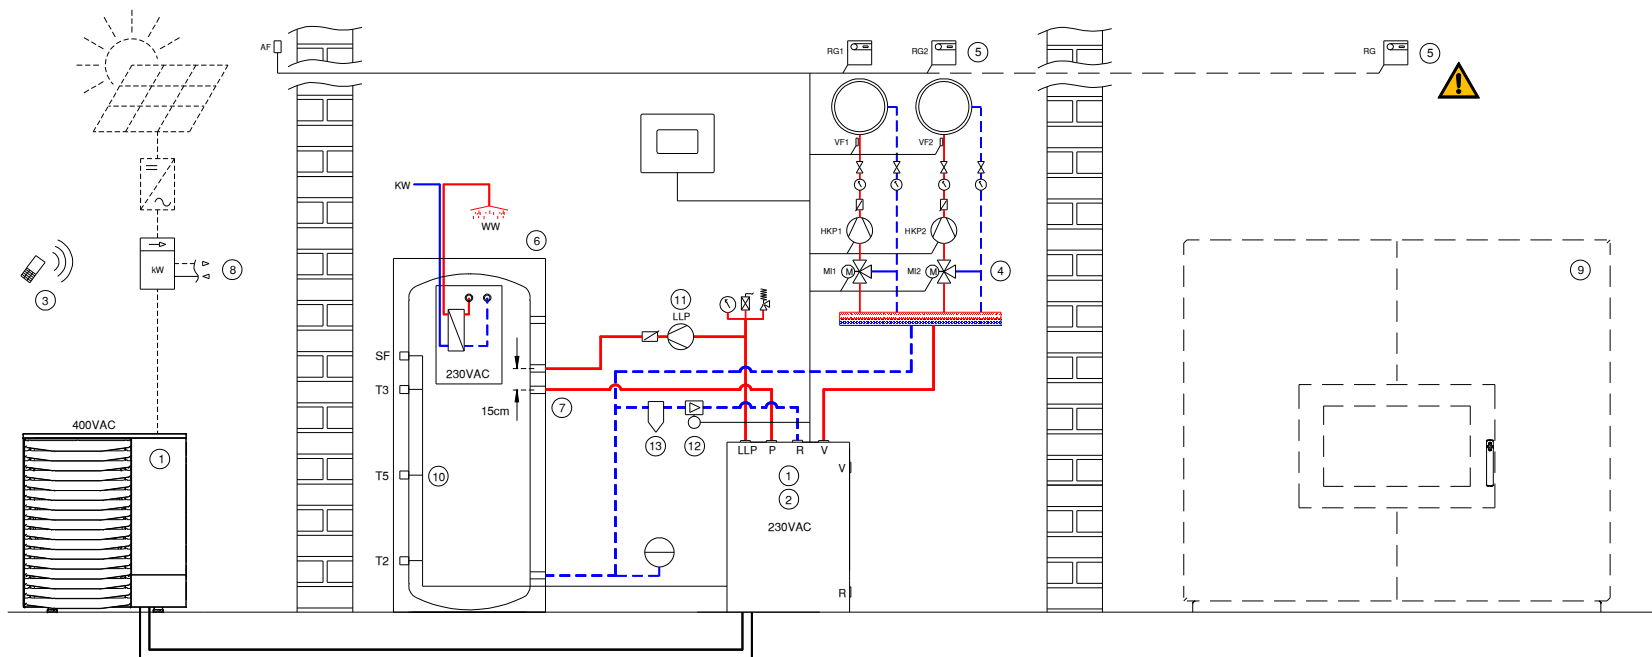 AF
RG1
RG2
5
RG
5
VF1
VF2
KW
WW
6
HKP1
HKP2
kW
8
3
MI1
M
MI2
M
4
9
11
LLP
SF
230VAC
T3
15cm
7
400VAC
1
13
12
LLP P R V
V
T5
10
1
2
230VAC
T2
R